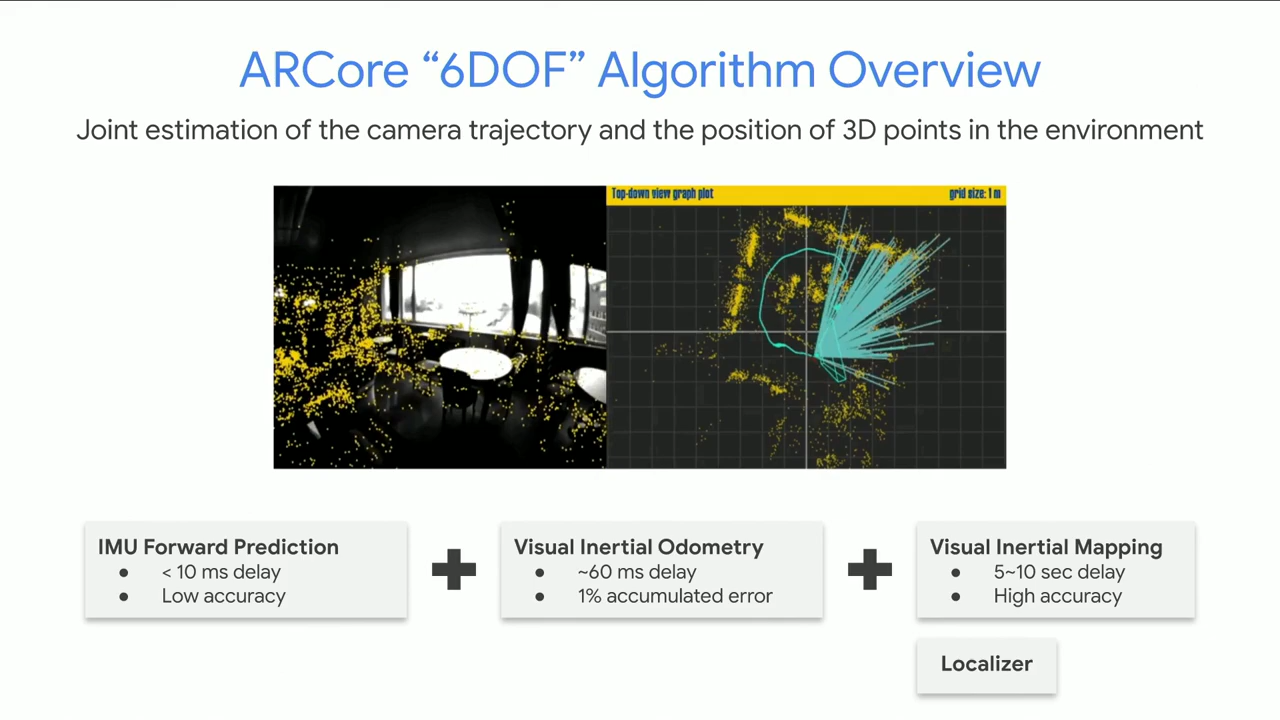 ARCore “6DOF” Algorithm Overview
Joint estimation of the camera trajectory and the position of 3D points in the environment
Top-down view graph plot
grid size: 1 m
IMU Forward Prediction
● < 10 ms delay
● Low accuracy
Visual Inertial Odometry
● ~60 ms delay
● 1% accumulated error
Visual Inertial Mapping
● 5~10 sec delay
● High accuracy
Localizer